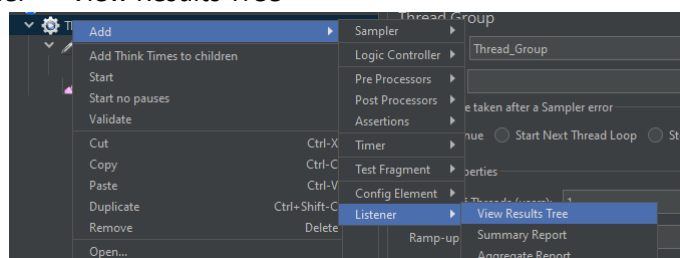 View Results Tree
Thread Group
Add
Sampler
Add Think Times to children
Logic Controller
Thread_Group
Start
Pre Processors
Start no pauses
Post Processors
e taken after a Sampler error
Validate
Assertions
nue Start Next Thread Loop St
Cut Ctrl-X
Timer
Copy Ctrl-C
Test Fragment
perties
Paste Ctrl-V
Config Element
Duplicate Ctrl+Shift-C
Listener
View Results Tree
Remove Delete
Ramp-up
Summary Report
Open...
Aggregate Report